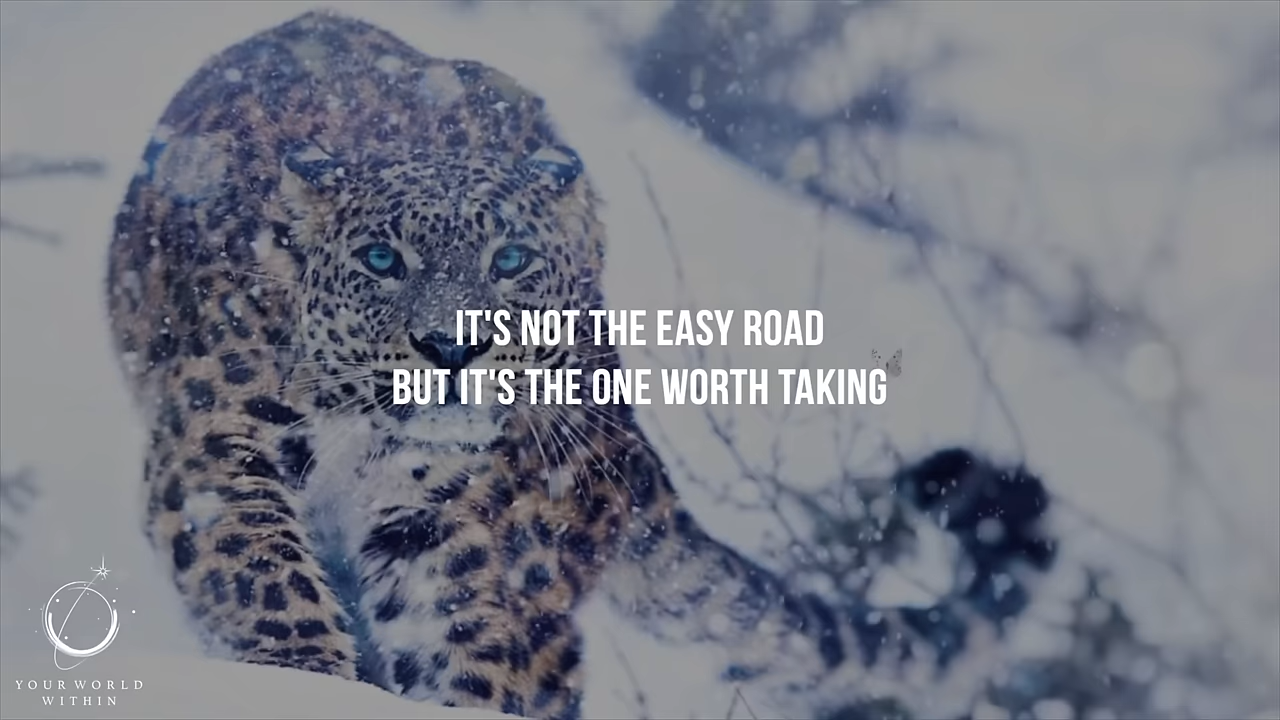 IT'S NOT THE EASY ROAD
BUT IT'S THE ONE WORTH TAKING
YOUR WORLD
WITHIN